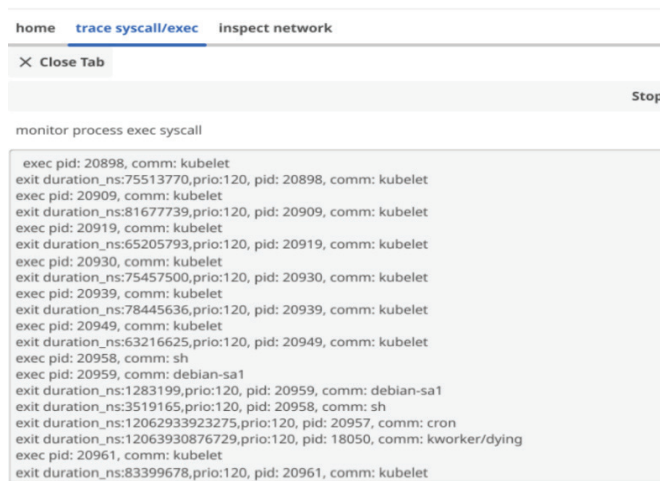 home trace syscall/exec inspect network
Close Tab
Stop
monitor process exec syscall
exec pid: 20898, comm: kubelet
exit duration_ns:75513770,prio:120, pid: 20898, comm: kubelet
exec pid: 20909, comm: kubelet
exit duration_ns:81677739,prio:120, pid: 20909, comm: kubelet
exec pid: 20919, comm: kubelet
exit duration_ns:65205793,prio:120, pid: 20919, comm: kubelet
exec pid: 20930, comm: kubelet
exit duration_ns:75457500,prio:120, pid: 20930, comm: kubelet
exec pid: 20939, comm: kubelet
exit duration_ns:78445636,prio:120, pid: 20939, comm: kubelet
exec pid: 20949, comm: kubelet
exit duration_ns:63216625,prio:120, pid: 20949, comm: kubelet
exec pid: 20958, comm: sh
exec pid: 20959, comm: debian-sa1
exit duration_ns:1283199,prio:120, pid: 20959, comm: debian-sa1
exit duration_ns:3519165,prio:120, pid: 20958, comm: sh
exit duration_ns:12062933923275,prio:120, pid: 20957, comm: cron
exit duration_ns:12063930876729,prio:120, pid: 18050, comm: kworker/dying
exec pid: 20961, comm: kubelet
exit duration_ns:83399678,prio:120, pid: 20961, comm: kubelet